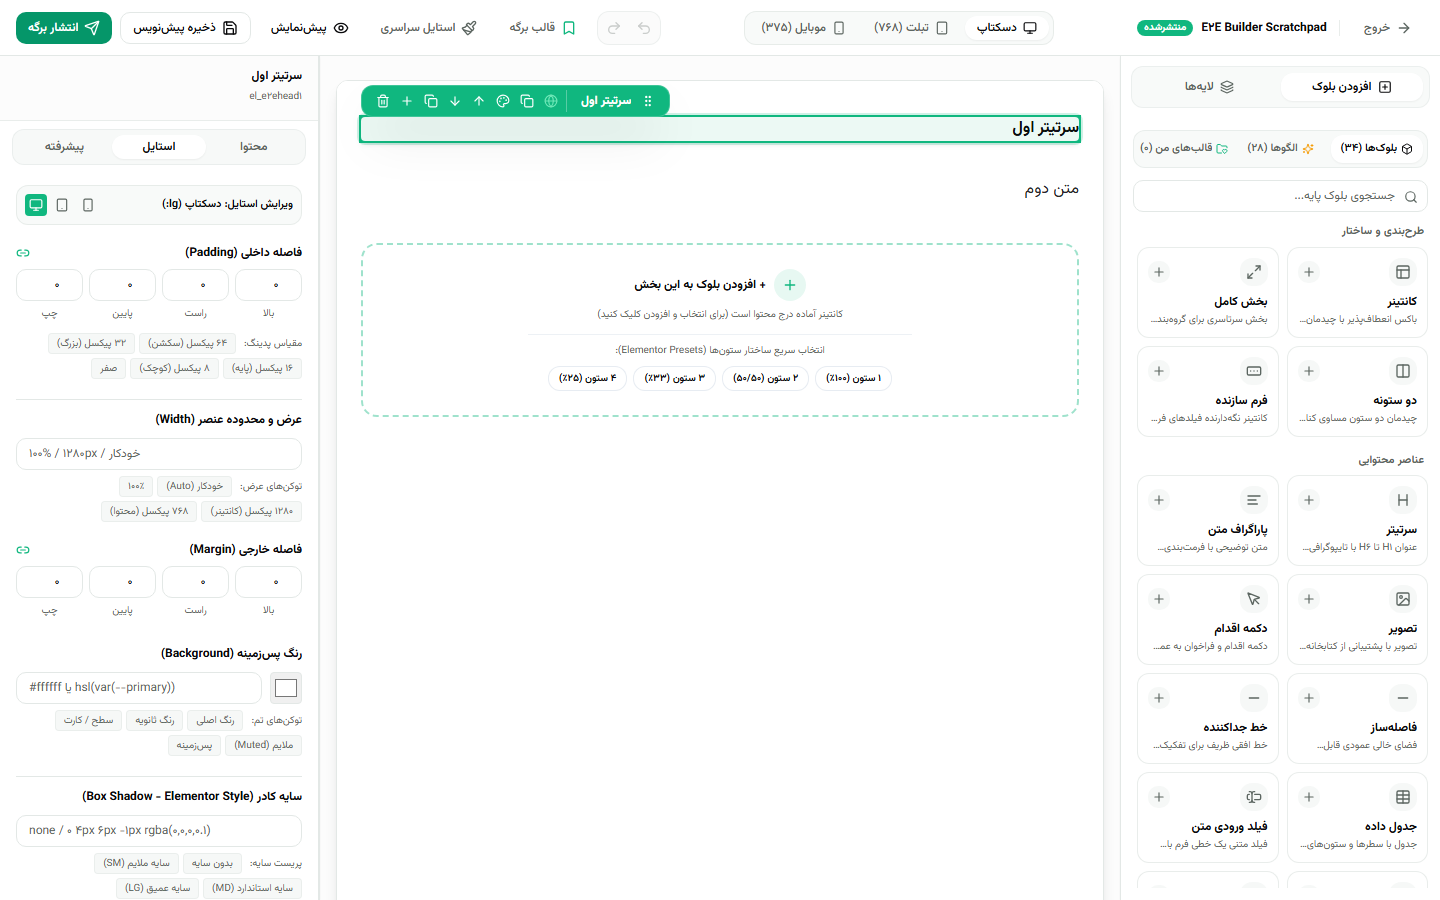 خروج
E۲E Builder Scratchpad
منتشرشده
دسکتاپ
تبلت (۷۶۸)
موبایل (۳۷۵)
قالب برگه
استایل سراسری
پیش‌نمایش
ذخیره پیش‌نویس
انتشار برگه
افزودن بلوک
لایه‌ها
بلوک‌ها (۳۴)
الگوها (۲۸)
قالب‌های من (۰)
جستجوی بلوک پایه...
طرح‌بندی و ساختار
کانتینر
باکس انعطاف‌پذیر با چیدمان...
بخش کامل
بخش سرتاسری برای گروه‌بند...
دو ستونه
چیدمان دو ستون مساوی کنا...
فرم سازنده
کانتینر نگه‌دارنده فیلدهای فر...
عناصر محتوایی
سرتیتر
عنوان H۱ تا H۶ با تایپوگرافی...
پاراگراف متن
متن توضیحی با فرمت‌بندی...
تصویر
تصویر با پشتیبانی از کتابخانه...
دکمه اقدام
دکمه اقدام و فراخوان به عمـ...
فاصله‌ساز
فضای خالی عمودی قابل...
خط جداکننده
خط افقی ظریف برای تفکیک...
جدول داده
جدول با سطرها و ستون‌های...
فیلد ورودی متن
فیلد متنی یک خطی فرم با...
سرتیتر اول
سرتیتر اول
متن دوم
+ افزودن بلوک به این بخش
کانتینر آماده درج محتوا است (برای انتخاب و افزودن کلیک کنید)
انتخاب سریع ساختار ستون‌ها (Elementor Presets):
۱ ستون (۱۰۰٪)
۲ ستون (۵۰/۵۰)
۳ ستون (۳۳٪)
۴ ستون (۲۵٪)
سرتیتر اول
el_e۲ehead۱
محتوا
استایل
پیشرفته
ویرایش استایل: دسکتاپ (lg:)
فاصله داخلی (Padding)
۰
۰
۰
۰
بالا
راست
پایین
چپ
مقیاس پدینگ:
۶۴ پیکسل (سکشن)
۳۲ پیکسل (بزرگ)
۱۶ پیکسل (پایه)
۸ پیکسل (کوچک)
صفر
عرض و محدوده عنصر (Width)
خودکار / ۱۲۸۰px / ۱۰۰%
توکن‌های عرض:
خودکار (Auto)
۱۰۰٪
۱۲۸۰ پیکسل (کانتینر)
۷۶۸ پیکسل (محتوا)
فاصله خارجی (Margin)
۰
۰
۰
۰
بالا
راست
پایین
چپ
رنگ پس‌زمینه (Background)
#ffffff یا hsl(var(--primary))
توکن‌های تم:
رنگ اصلی
رنگ ثانویه
سطح / کارت
ملایم (Muted)
پس‌زمینه
سایه کادر (Box Shadow - Elementor Style)
none / ۰ ۴px ۶px -۱px rgba(۰,۰,۰,۰.۱)
پریست سایه:
بدون سایه
سایه ملایم (SM)
سایه استاندارد (MD)
سایه عمیق (LG)